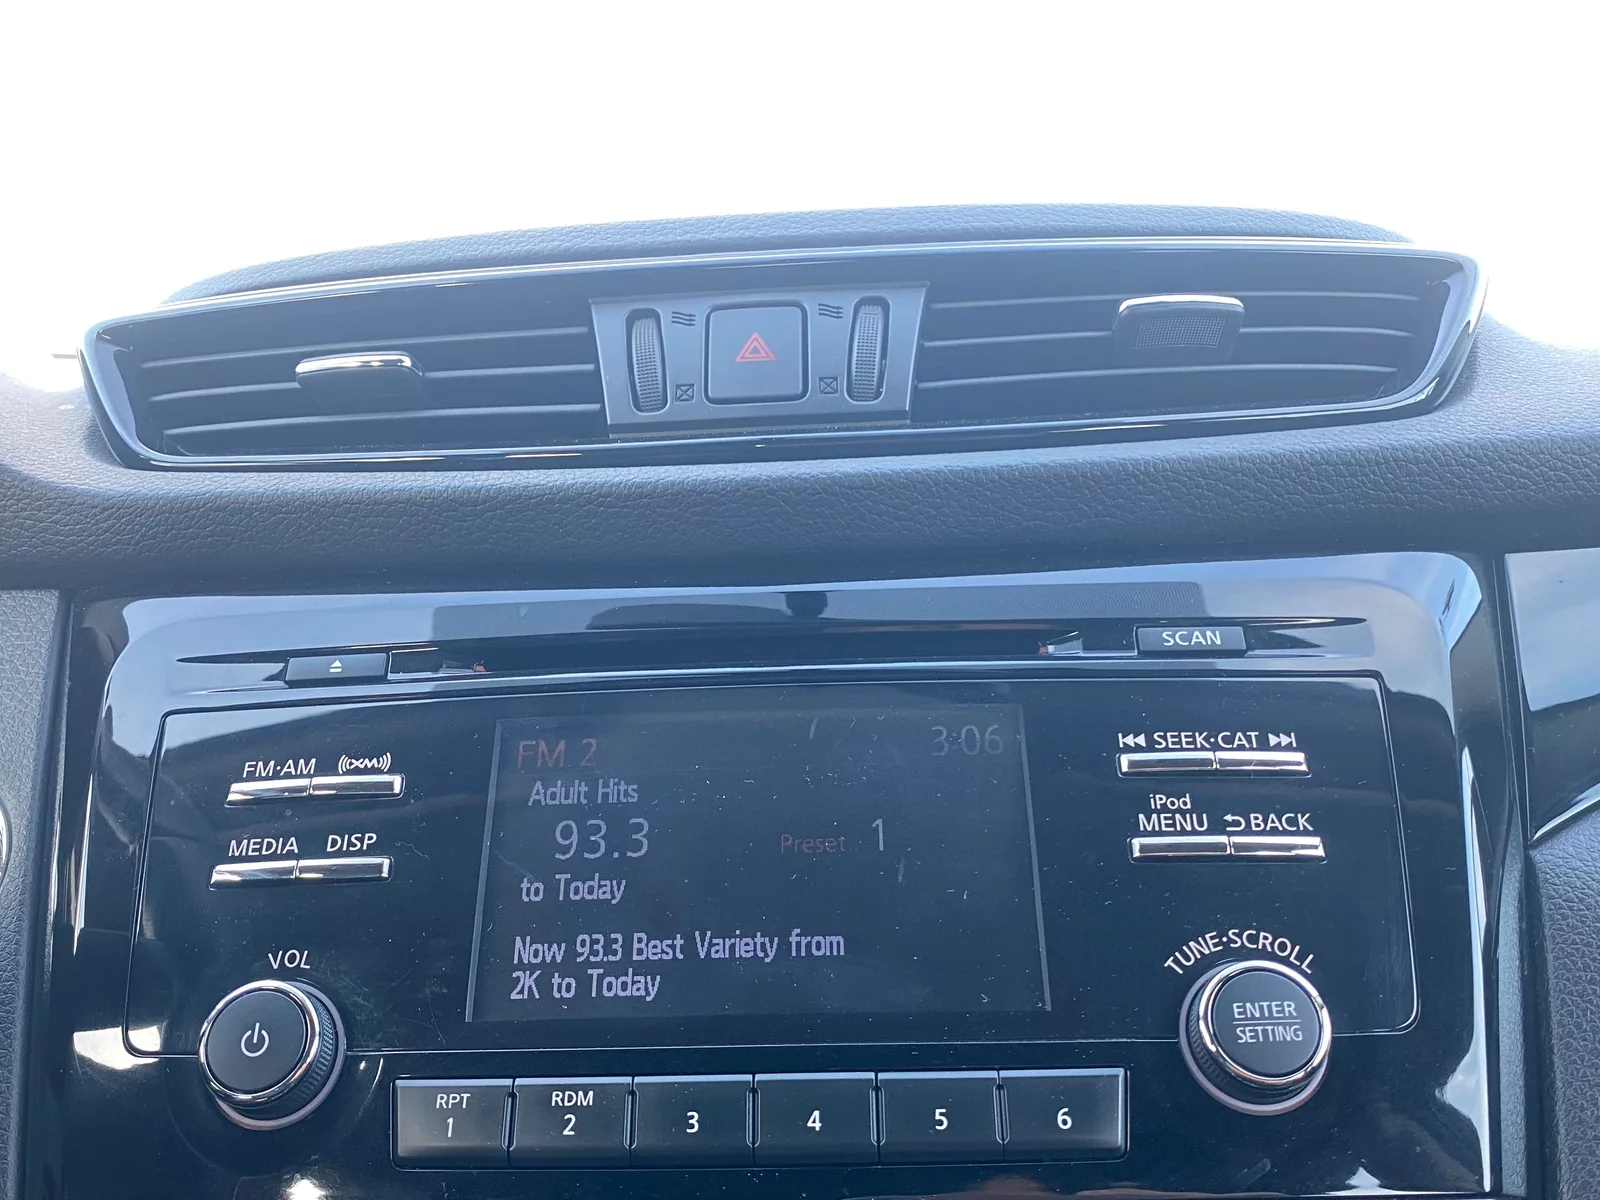 SCAN
FM·AM XM
SEEK·CAT
MEDIA DISP
iPod
MENU BACK
FM 2 3:06
Adult Hits
93.3 Preset 1
to Today
Now 93.3 Best Variety from
2K to Today
VOL
TUNE·SCROLL
ENTER
SETTING
RPT
1
RDM
2
3
4
5
6